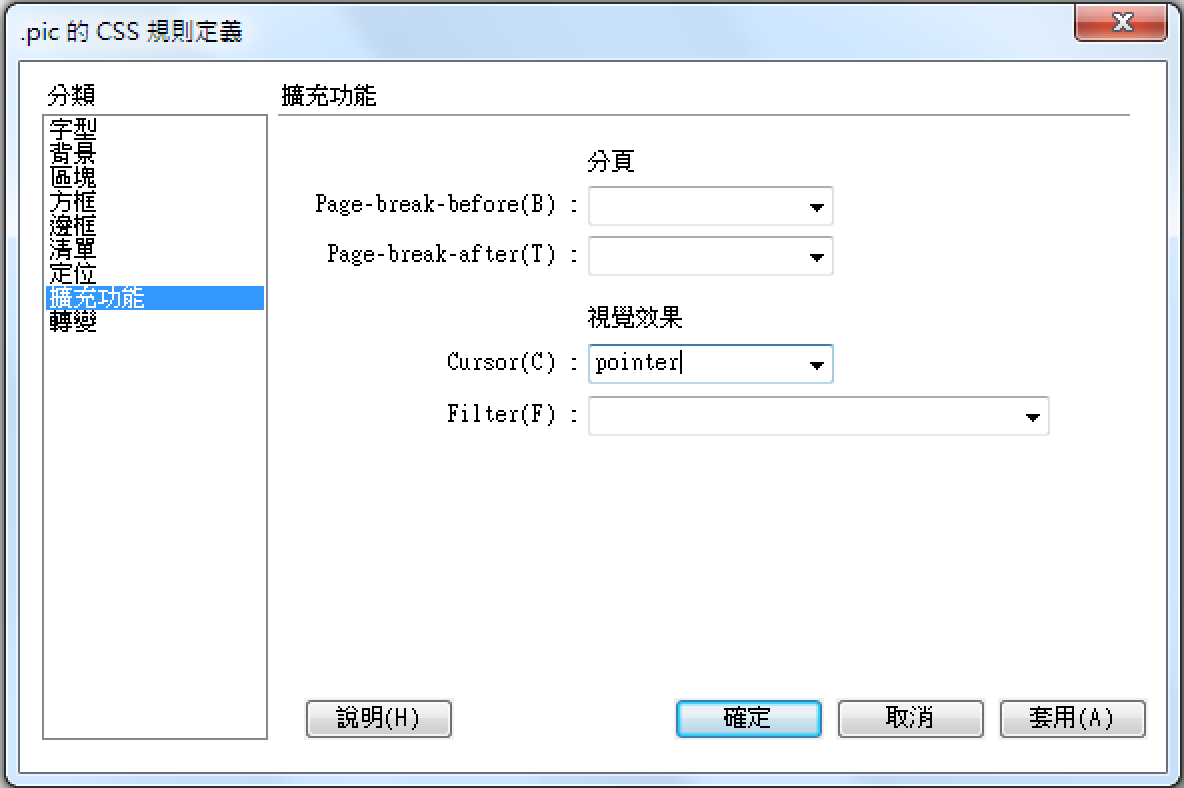 .pic 的 CSS 規則定義
分類
字型
背景
區塊
方框
邊框
清單
定位
擴充功能
轉變
擴充功能
分頁
Page-break-before(B) :
Page-break-after(T) :
視覺效果
Cursor(C) : pointer
Filter(F) :
說明(H)
確定
取消
套用(A)